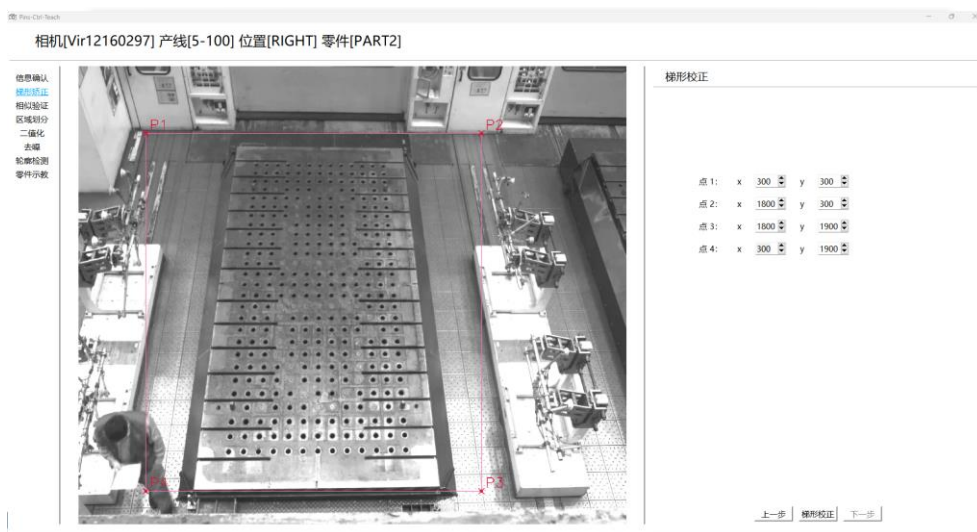 Pins-Ctrl-Teach
相机[Vir12160297] 产线[5-100] 位置[RIGHT] 零件[PART2]
信息确认
梯形矫正
相似验证
区域划分
二值化
去噪
轮廓检测
零件示教
P1
P2
P3
P4
梯形校正
点 1: x 300 y 300
点 2: x 1800 y 300
点 3: x 1800 y 1900
点 4: x 300 y 1900
上一步 梯形校正 下一步